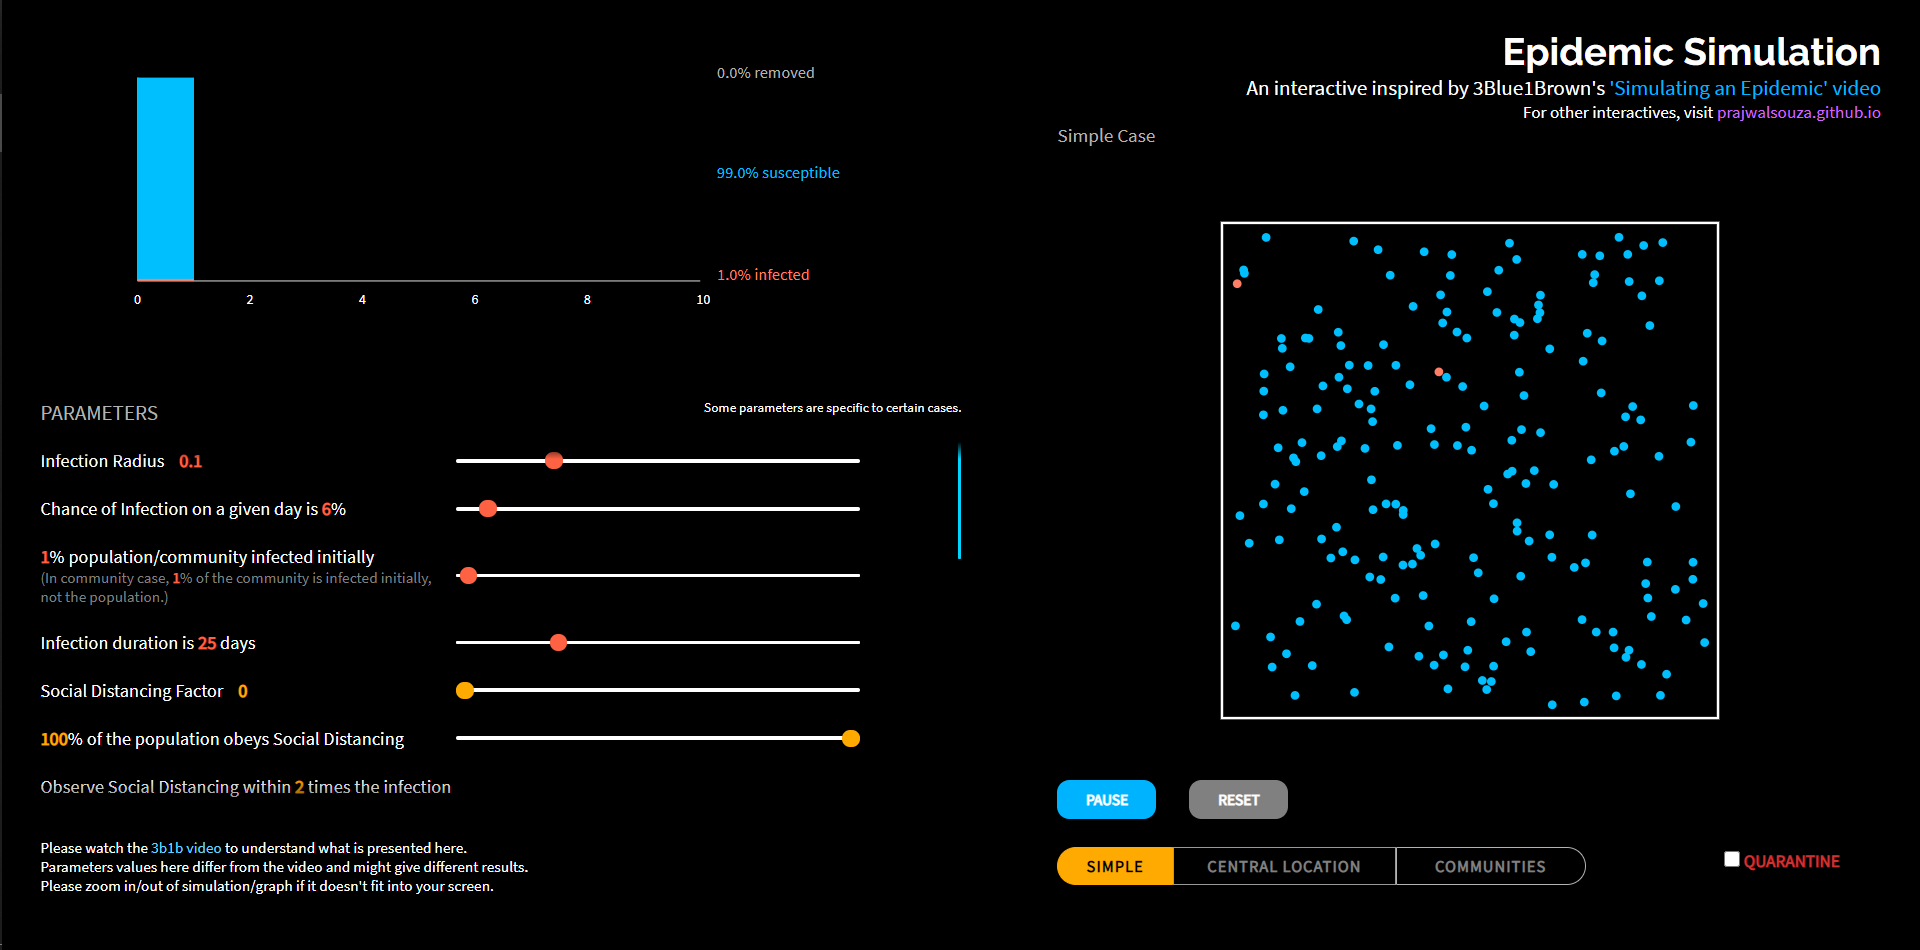 Epidemic Simulation
An interactive inspired by 3Blue1Brown's 'Simulating an Epidemic' video
For other interactives, visit prajwalsouza.github.io
0.0% removed
99.0% susceptible
1.0% infected
0 2 4 6 8 10
Simple Case
PARAMETERS
Some parameters are specific to certain cases.
Infection Radius 0.1
Chance of Infection on a given day is 6%
1% population/community infected initially
(In community case, 1% of the community is infected initially,
not the population.)
Infection duration is 25 days
Social Distancing Factor 0
100% of the population obeys Social Distancing
Observe Social Distancing within 2 times the infection
Please watch the 3b1b video to understand what is presented here.
Parameters values here differ from the video and might give different results.
Please zoom in/out of simulation/graph if it doesn't fit into your screen.
PAUSE RESET
SIMPLE CENTRAL LOCATION COMMUNITIES
QUARANTINE